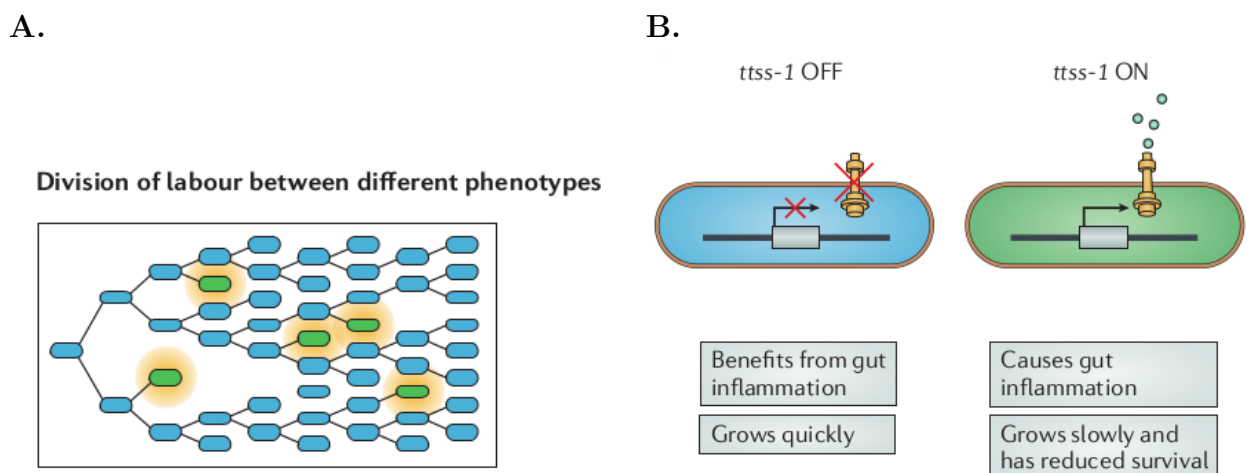 A.
Division of labour between different phenotypes
B.
ttss-1 OFF
ttss-1 ON
Benefits from gut
inflammation
Grows quickly
Causes gut
inflammation
Grows slowly and
has reduced survival